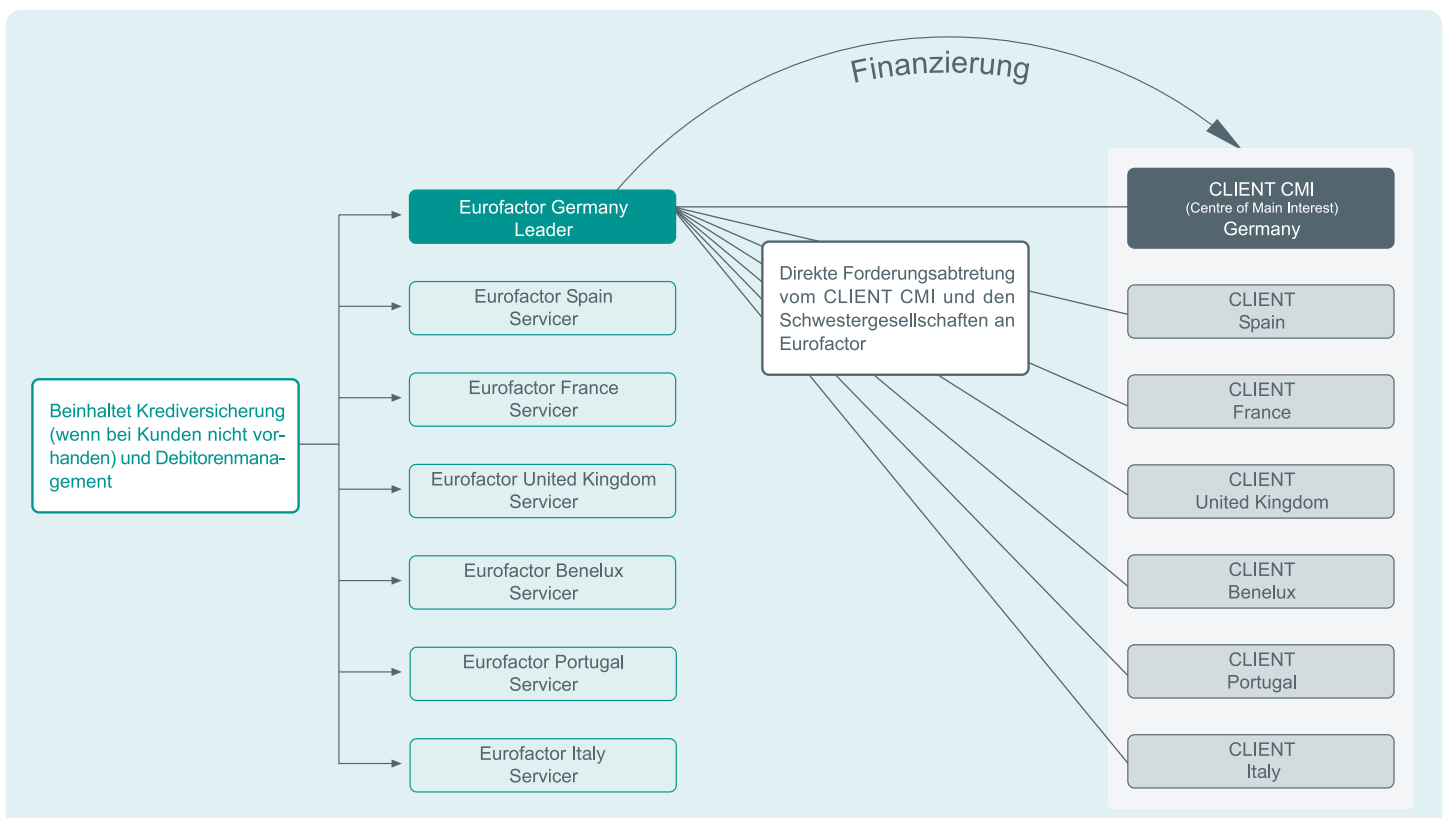 Finanzierung
Beinhaltet Krediversicherung
(wenn bei Kunden nicht vor-
handen) und Debitorenmana-
gement
Eurofactor Germany
Leader
Eurofactor Spain
Servicer
Eurofactor France
Servicer
Eurofactor United Kingdom
Servicer
Eurofactor Benelux
Servicer
Eurofactor Portugal
Servicer
Eurofactor Italy
Servicer
Direkte Forderungsabtretung
vom CLIENT CMI und den
Schwestergesellschaften an
Eurofactor
CLIENT CMI
(Centre of Main Interest)
Germany
CLIENT
Spain
CLIENT
France
CLIENT
United Kingdom
CLIENT
Benelux
CLIENT
Portugal
CLIENT
Italy